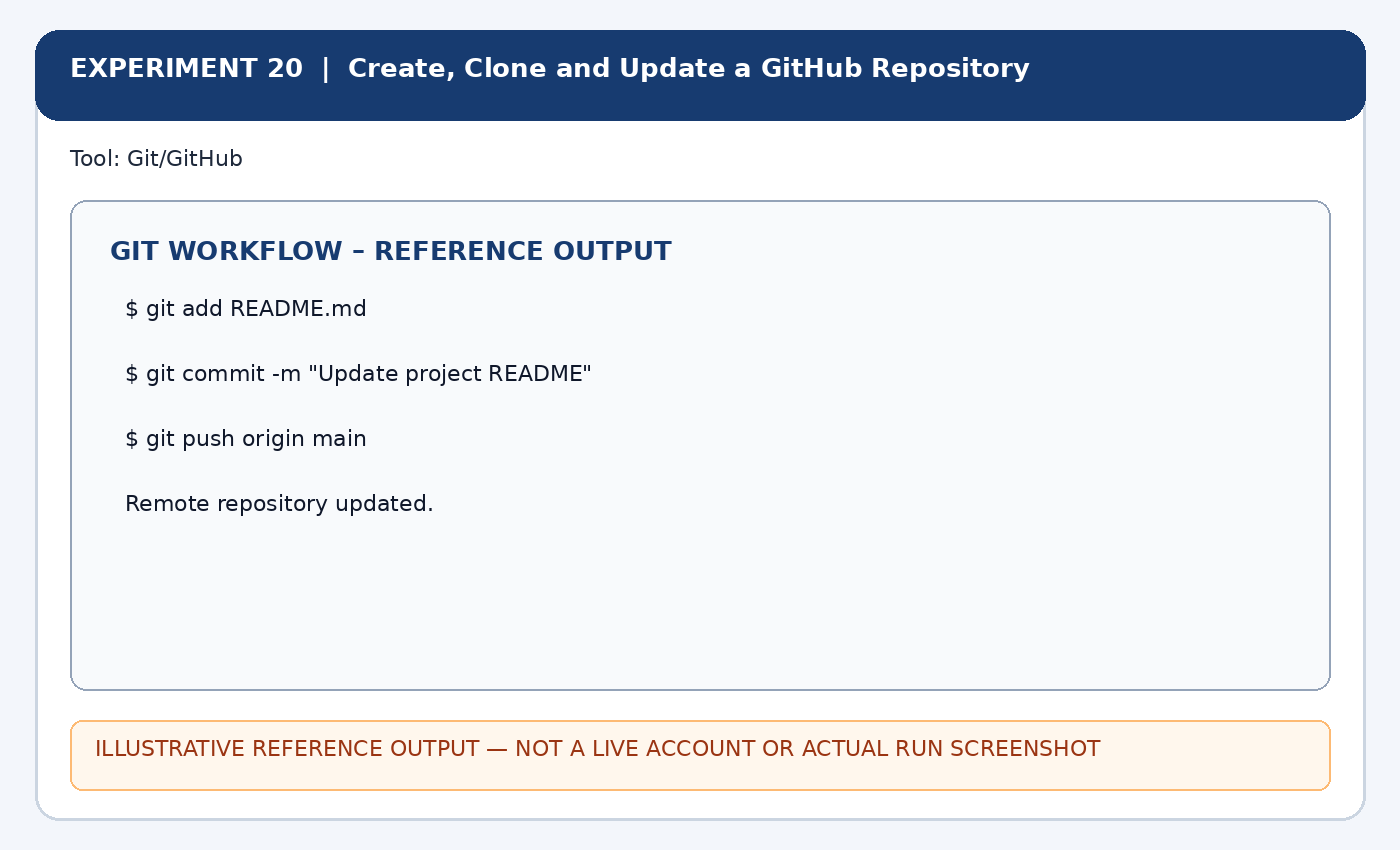 EXPERIMENT 20 | Create, Clone and Update a GitHub Repository
Tool: Git/GitHub
GIT WORKFLOW – REFERENCE OUTPUT
$ git add README.md
$ git commit -m "Update project README"
$ git push origin main
Remote repository updated.
ILLUSTRATIVE REFERENCE OUTPUT — NOT A LIVE ACCOUNT OR ACTUAL RUN SCREENSHOT